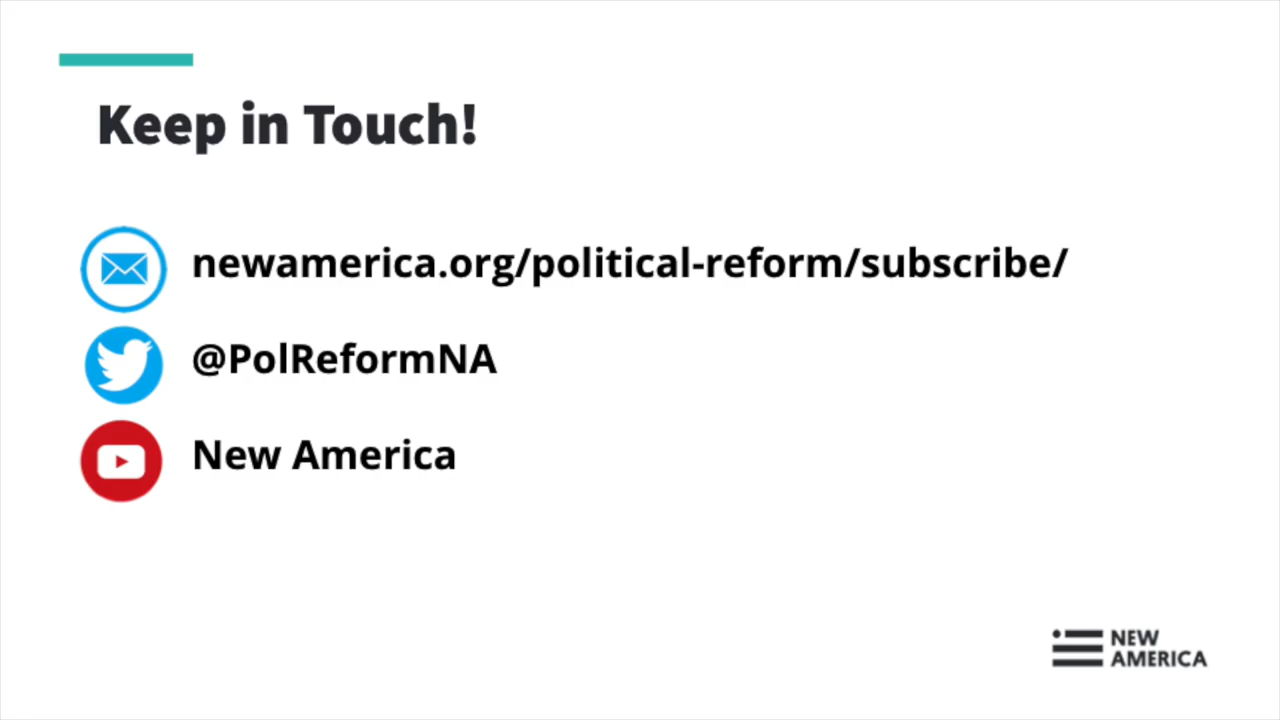 Keep in Touch!
newamerica.org/political-reform/subscribe/
@PolReformNA
New America
NEW
AMERICA